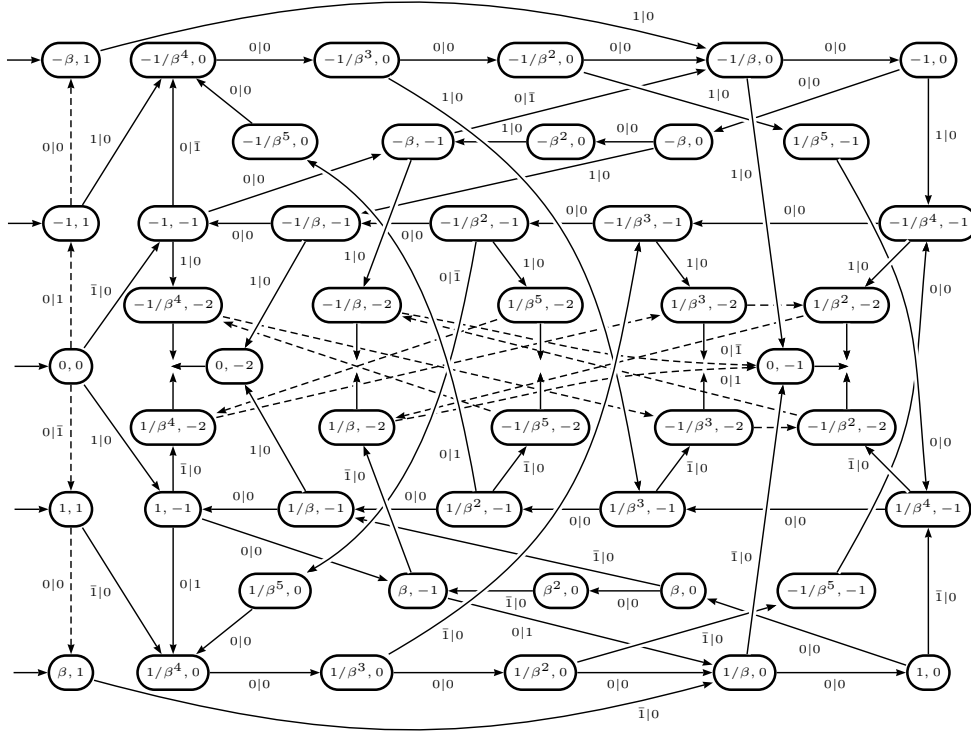 1|0
−β, 1
−1/β⁴, 0
0|0
−1/β³, 0
0|0
−1/β², 0
0|0
−1/β, 0
0|0
−1, 0
0|0
1|0
0|1̄
1|0
0|0
0|0
1|0
0|1̄
−1/β⁵, 0
−β, −1
1|0
−β², 0
0|0
−β, 0
1/β⁵, −1
1|0
0|0
1|0
1|0
−1, 1
−1, −1
0|0
−1/β, −1
0|0
−1/β², −1
0|0
−1/β³, −1
0|0
−1/β⁴, −1
1|0
1|0
0|1̄
1|0
1|0
1|0
0|1
1̄|0
1|0
0|0
−1/β⁴, −2
−1/β, −2
1/β⁵, −2
1/β³, −2
1/β², −2
0|1̄
0, 0
0, −2
0, −1
0|1
1/β⁴, −2
1/β, −2
−1/β⁵, −2
−1/β³, −2
−1/β², −2
0|1̄
1|0
1|0
0|1
0|0
1̄|0
1̄|0
1̄|0
1̄|0
1̄|0
1, 1
1, −1
0|0
1/β, −1
0|0
1/β², −1
0|0
1/β³, −1
0|0
1/β⁴, −1
0|0
1̄|0
1̄|0
0|0
1̄|0
0|1
1/β⁵, 0
β, −1
1̄|0
β², 0
0|0
β, 0
−1/β⁵, −1
1̄|0
0|0
1̄|0
0|1
1̄|0
0|0
β, 1
1/β⁴, 0
0|0
1/β³, 0
0|0
1/β², 0
0|0
1/β, 0
0|0
1, 0
1̄|0